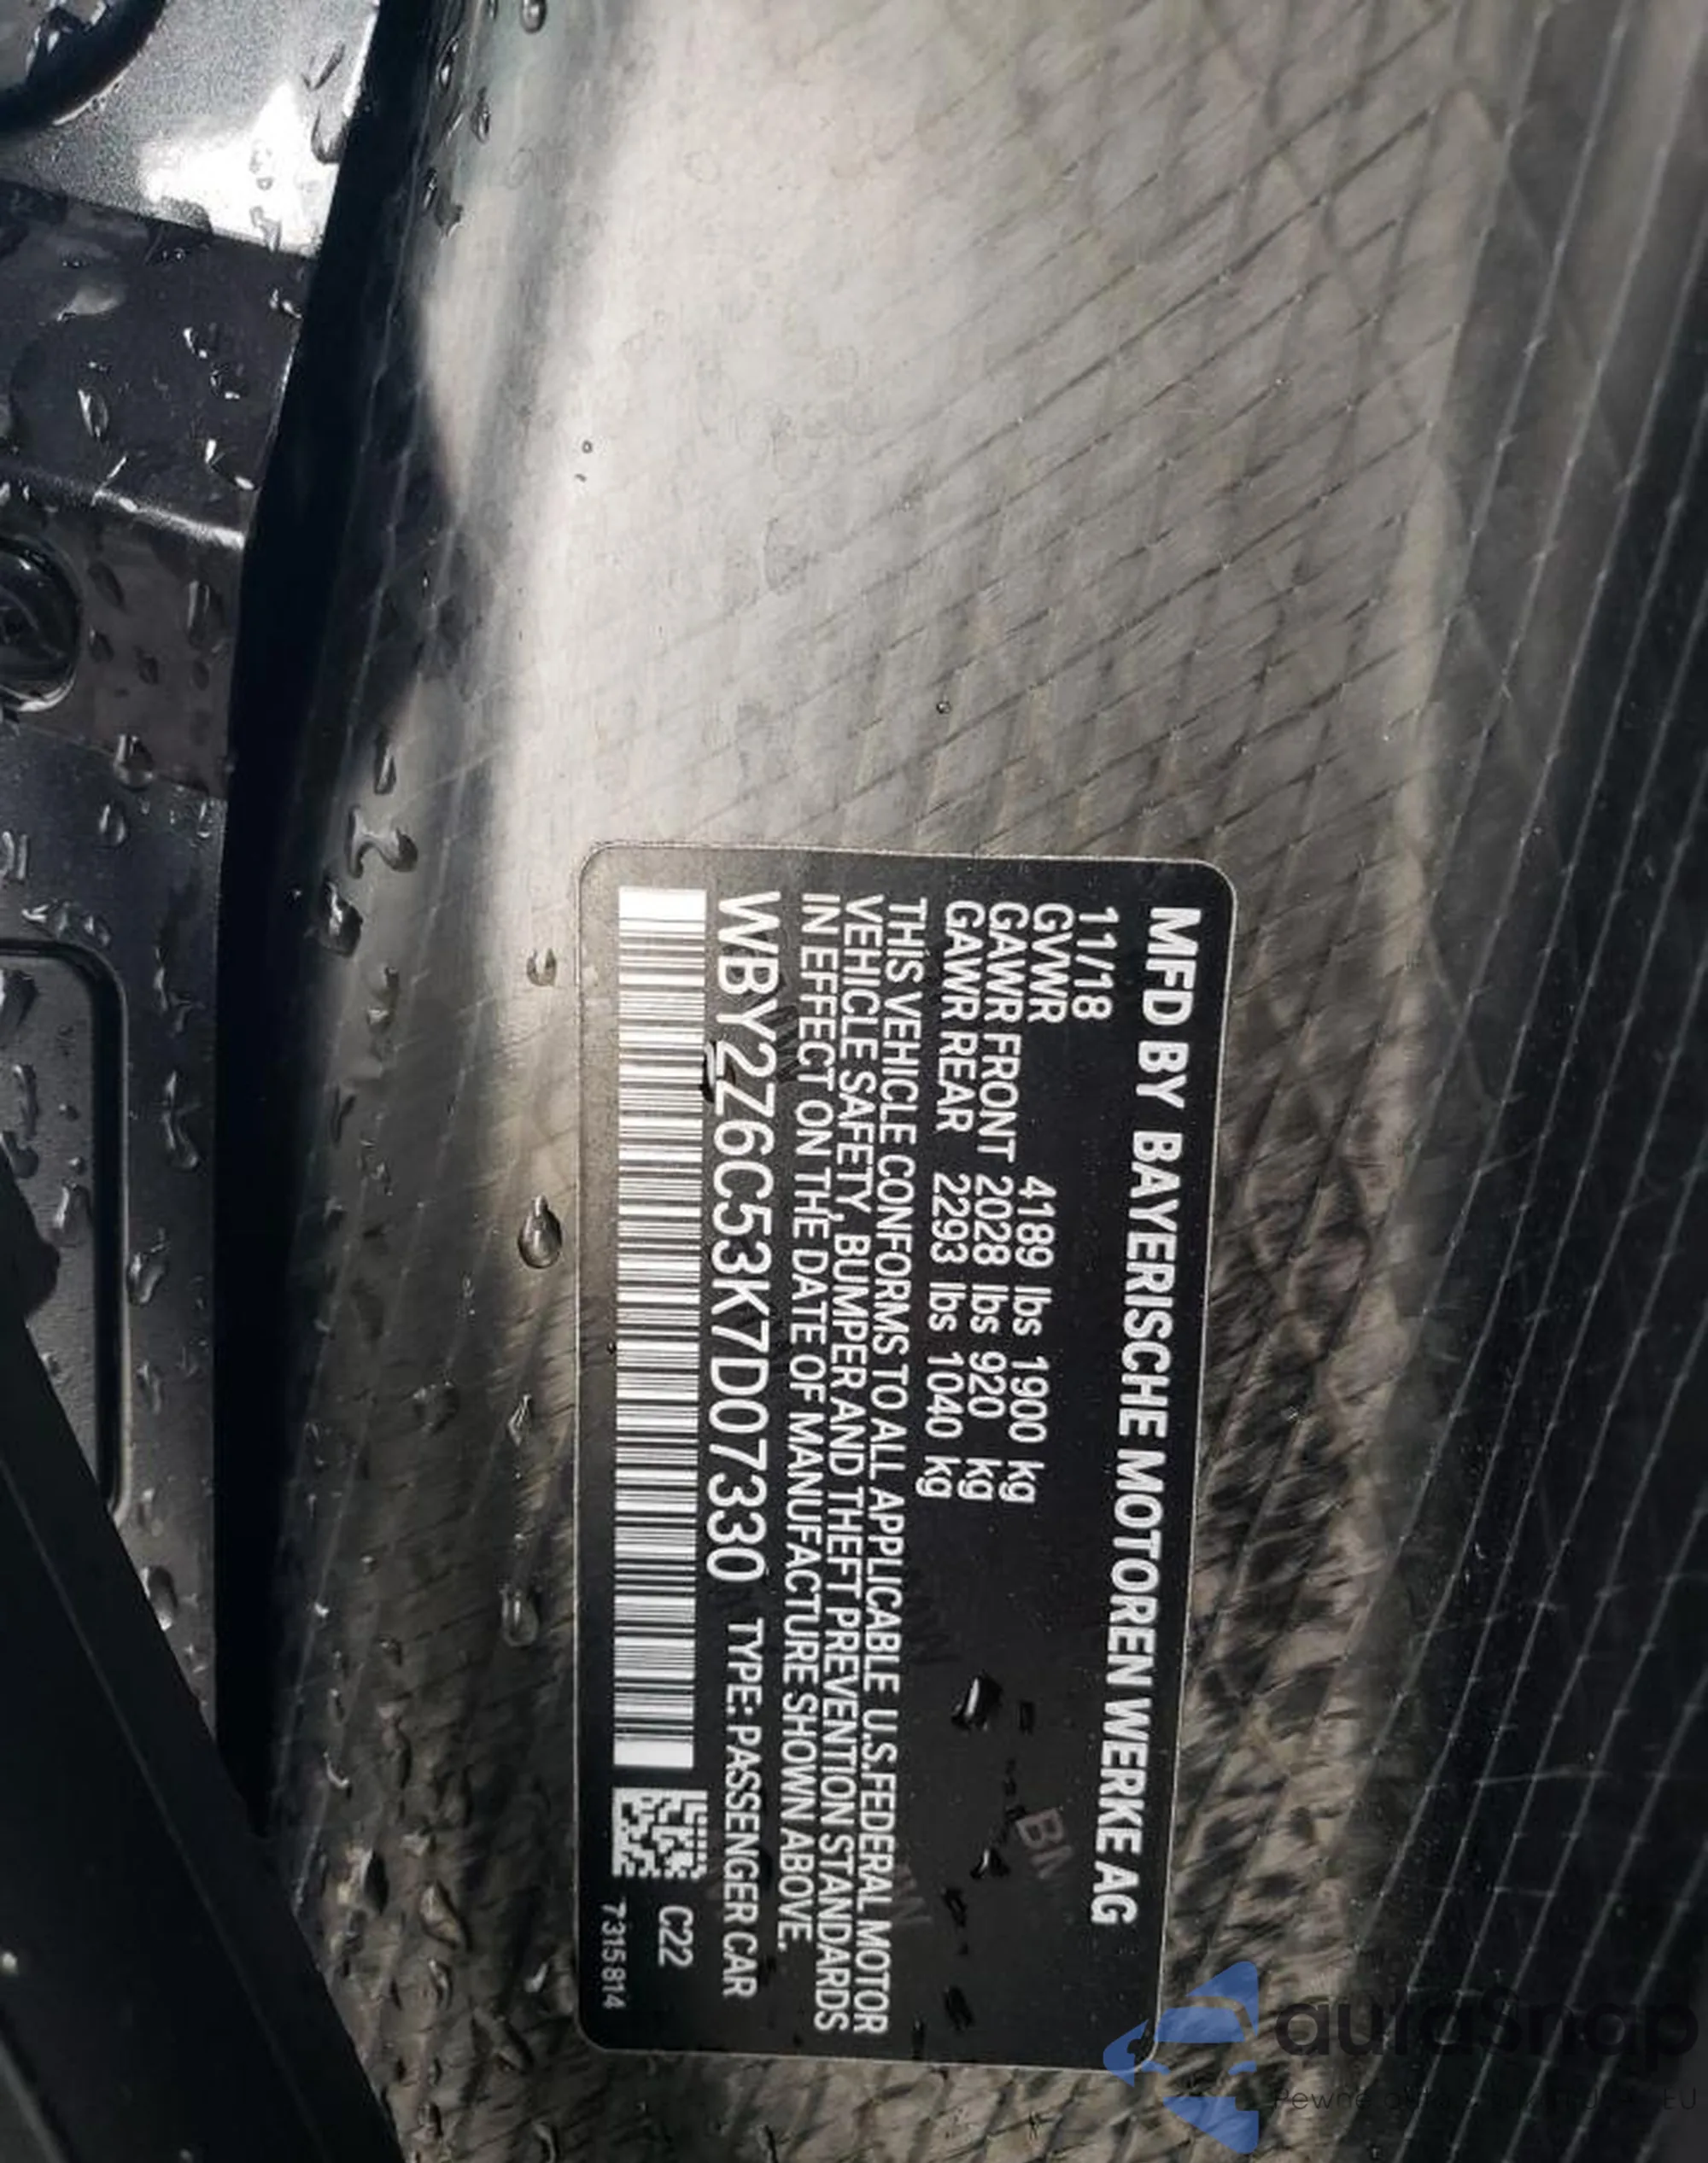 MFD BY BAYERISCHE MOTOREN WERKE AG
11/18
GVWR 4189 lbs 1900 kg
GAWR FRONT 2028 lbs 920 kg
GAWR REAR 2293 lbs 1040 kg
THIS VEHICLE CONFORMS TO ALL APPLICABLE U.S.FEDERAL MOTOR
VEHICLE SAFETY, BUMPER AND THEFT PREVENTION STANDARDS
IN EFFECT ON THE DATE OF MANUFACTURE SHOWN ABOVE.
WBY2Z6C53K7D07330 TYPE: PASSENGER CAR
C22
7315814
autaSnap